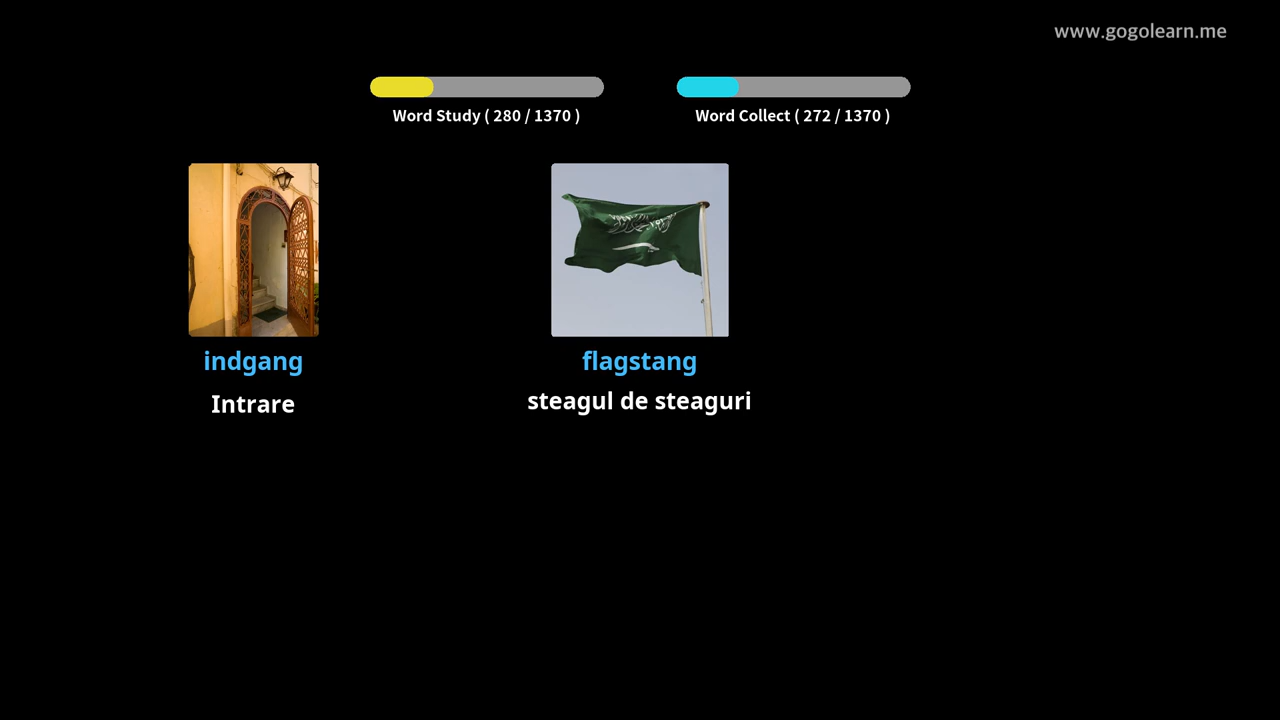 www.gogolearn.me
Word Study ( 280 / 1370 )
Word Collect ( 272 / 1370 )
indgang
flagstang
Intrare
steagul de steaguri